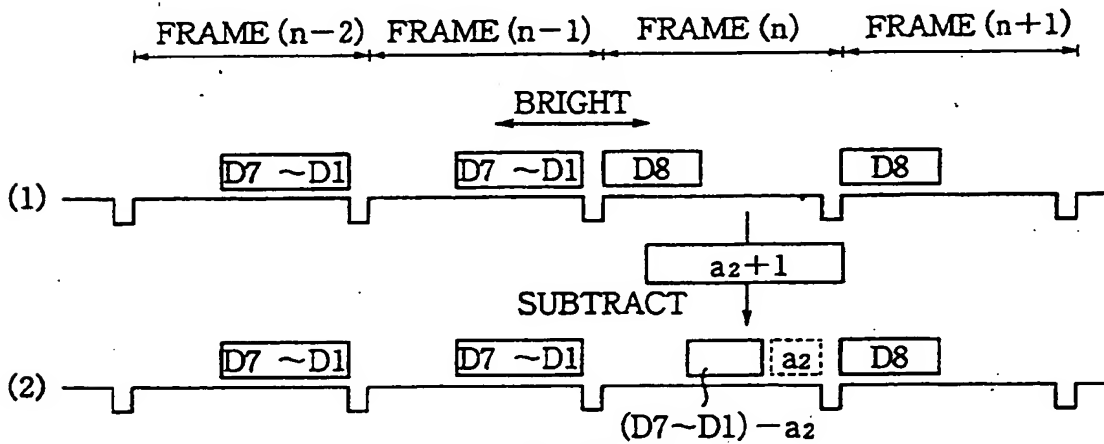 FRAME (n−2) FRAME (n−1) FRAME (n) FRAME (n+1)
BRIGHT
D7 ~D1 D7 ~D1 D8 D8
(1)
a2+1
SUBTRACT
D7 ~D1 D7 ~D1 a2 D8
(2)
(D7~D1)−a2